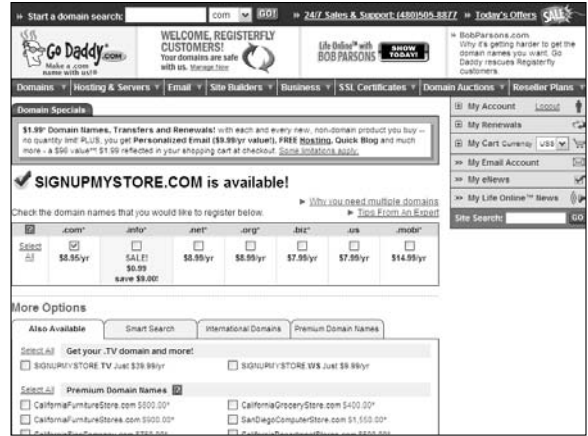 Start a domain search:
com
GO!
24/7 Sales & Support: (480)505-8877
Today's Offers
SALE
Go Daddy.com
Make a .com
name with us!®
WELCOME, REGISTERFLY
CUSTOMERS!
Your domains are safe
with us. Manage Now
Life Online™ with
BOB PARSONS
SHOW
TODAY!
BobParsons.com
Why it's getting harder to get the
domain names you want. Go
Daddy rescues Registerfly
customers.
Domains
Hosting & Servers
Email
Site Builders
Business
SSL Certificates
Domain Auctions
Reseller Plans
Domain Specials
$1.99* Domain Names, Transfers and Renewals! with each and every new, non-domain product you buy --
no quantity limit! PLUS, you get Personalized Email ($9.99/yr value!), FREE Hosting, Quick Blog and much
more - a $96 value** $1.99 reflected in your shopping cart at checkout. Some limitations apply.
My Account
Logout
My Renewals
My Cart
Currency
US$
My Email Account
My eNews
My Life Online™ News
Site Search:
GO
SIGNUPMYSTORE.COM is available!
Why you need multiple domains
Check the domain names that you would like to register below.
Tips From An Expert
.com*
.info*
.net*
.org*
.biz*
.us
.mobi*
Select
All
$8.95/yr
SALE!
$0.99
save $9.00!
$8.99/yr
$8.99/yr
$7.99/yr
$7.99/yr
$14.99/yr
More Options
Also Available
Smart Search
International Domains
Premium Domain Names
Select All
Get your .TV domain and more!
SIGNUPMYSTORE.TV Just $39.99/yr
SIGNUPMYSTORE.WS Just $9.99/yr
Select All
Premium Domain Names
CaliforniaFurnitureStore.com $800.00*
CaliforniaGroceryStore.com $400.00*
CaliforniaFurnitureStores.com $900.00*
SanDiegoComputerStore.com $1,550.00*